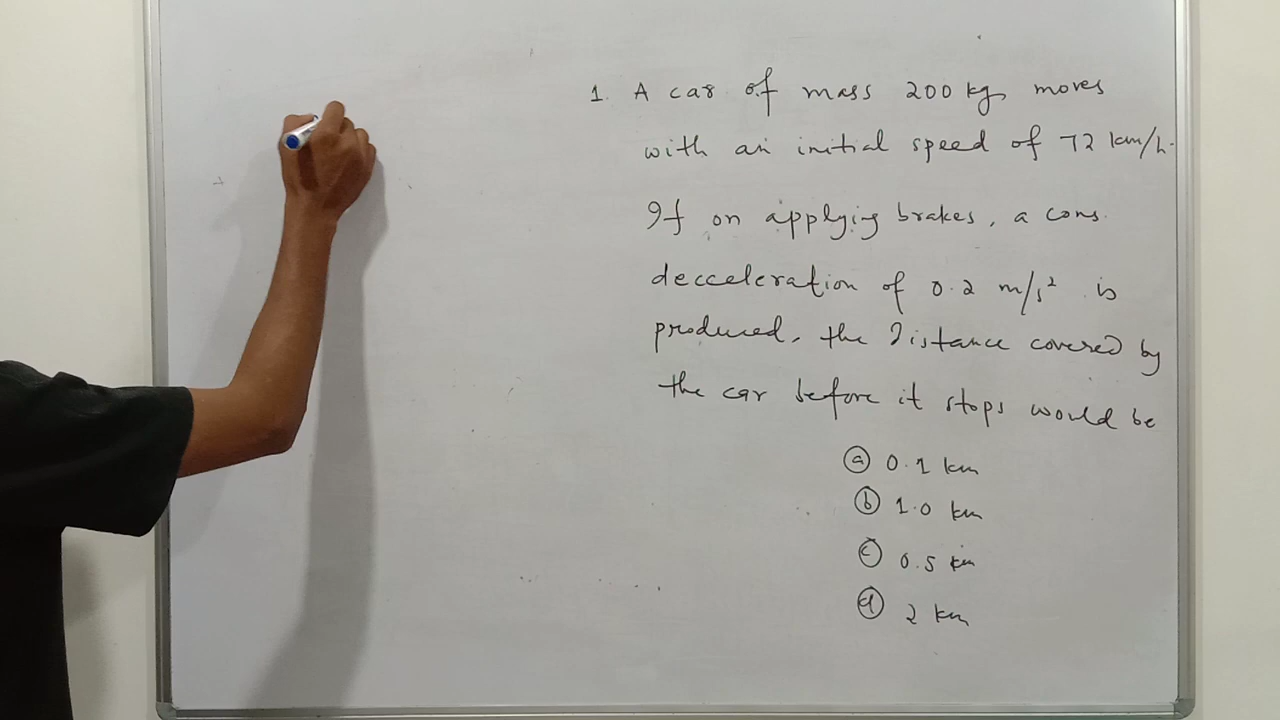 1. A car of mass 200 kg moves
with an initial speed of 72 km/h.
If on applying brakes, a cons.
decceleration of 0.2 m/s² is
produced, the distance covered by
the car before it stops would be
(a) 0.1 km
(b) 1.0 km
(c) 0.5 km
(d) 2 km